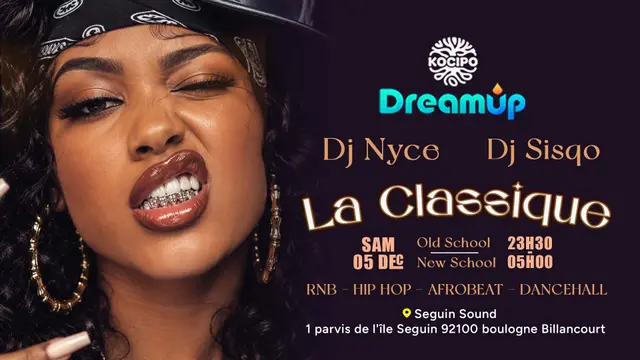 KOCIPO
Dreamup
Dj Nyce Dj Sisqo
La Classique
SAM 05 DEC
Old School
New School
23H30
05H00
RNB - HIP HOP - AFROBEAT - DANCEHALL
Seguin Sound
1 parvis de l'île Seguin 92100 boulogne Billancourt